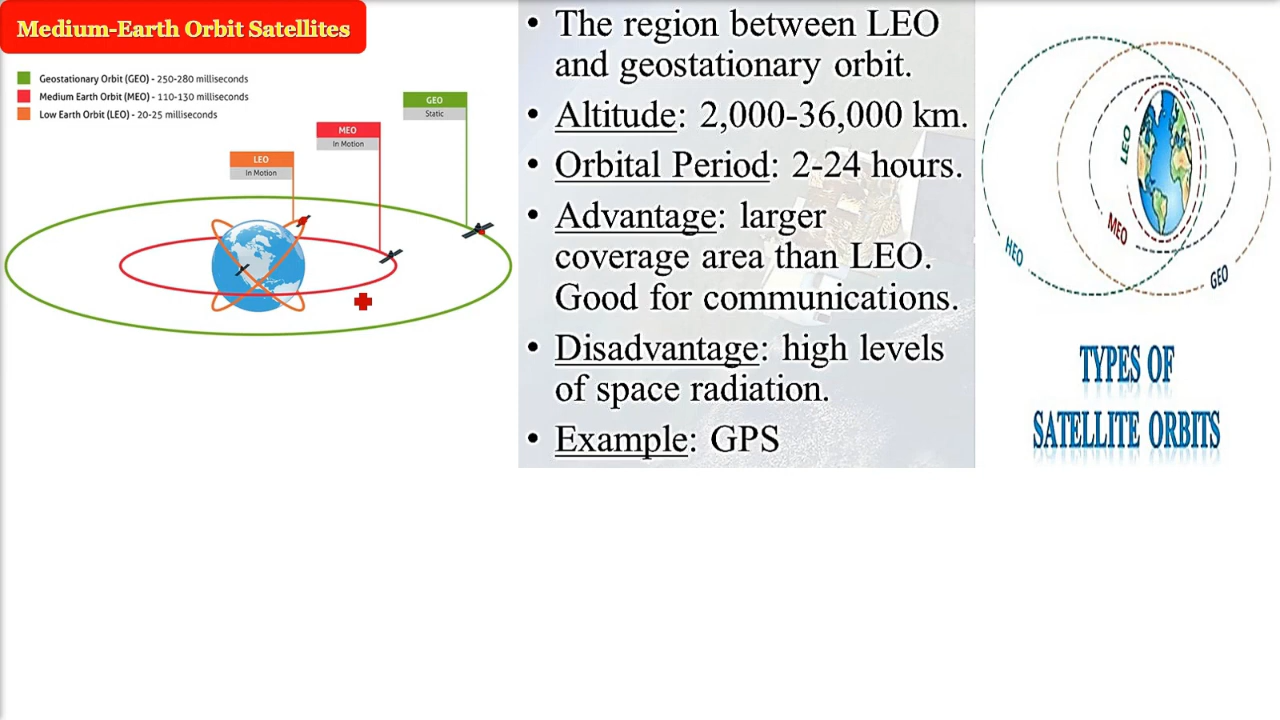 Medium-Earth Orbit Satellites
Geostationary Orbit (GEO) - 250-280 milliseconds
Medium Earth Orbit (MEO) - 110-130 milliseconds
Low Earth Orbit (LEO) - 20-25 milliseconds
GEO
Static
MEO
In Motion
LEO
In Motion
• The region between LEO
and geostationary orbit.
• Altitude: 2,000-36,000 km.
• Orbital Period: 2-24 hours.
• Advantage: larger
coverage area than LEO.
Good for communications.
• Disadvantage: high levels
of space radiation.
• Example: GPS
LEO
MEO
HEO
GEO
TYPES OF
SATELLITE ORBITS